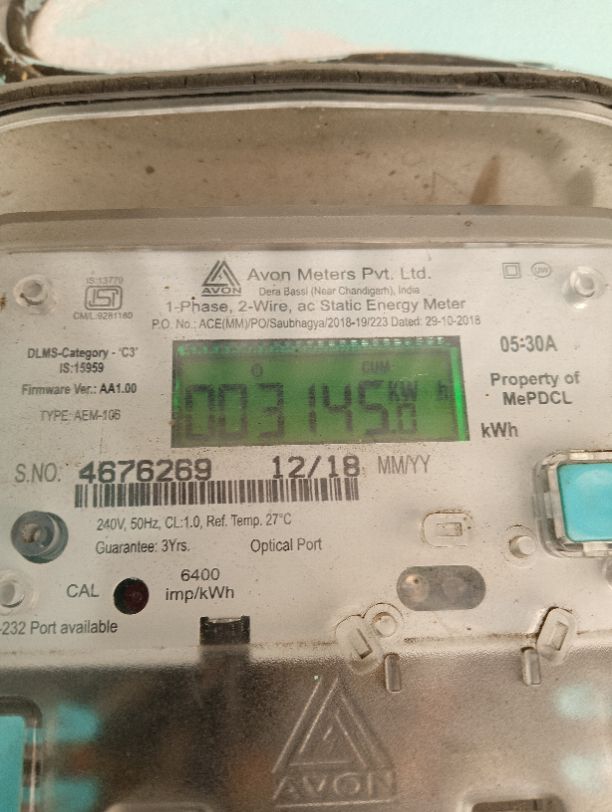 IS:13779
CM/L:9281160
AVON
Avon Meters Pvt. Ltd.
Dera Bassi (Near Chandigarh), India
1-Phase, 2-Wire, ac Static Energy Meter
P.O. No.: ACE(MM)/PO/Saubhagya/2018-19/223 Dated: 29-10-2018
DLMS-Category - 'C3'
IS:15959
Firmware Ver.: AA1.00
TYPE: AEM-106
CUM
003145.0 KW h
05:30A
Property of
MePDCL
kWh
S.NO. 4676269 12/18 MM/YY
240V, 50Hz, CL:1.0, Ref. Temp. 27°C
Guarantee: 3Yrs. Optical Port
CAL 6400
imp/kWh
-232 Port available
AVON